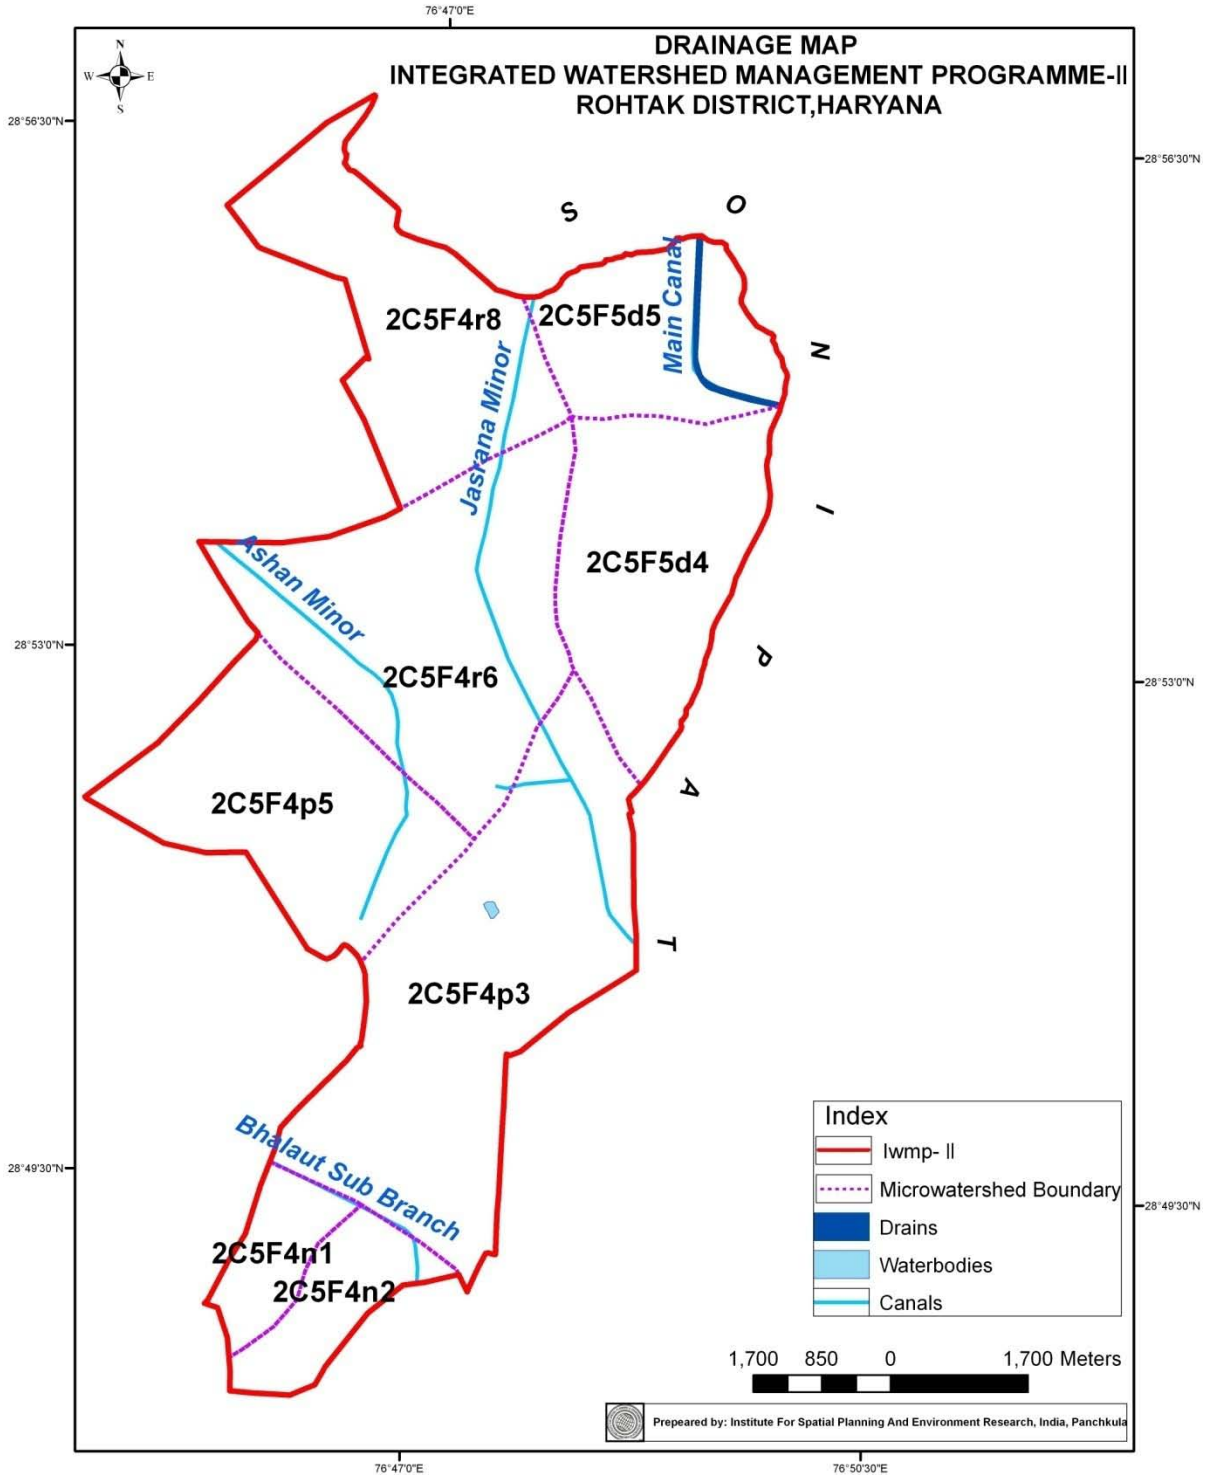 76°47'0"E
DRAINAGE MAP
INTEGRATED WATERSHED MANAGEMENT PROGRAMME-II
ROHTAK DISTRICT,HARYANA
N
W E
S
28°56'30"N
28°56'30"N
S O N I P A T
Main Canal
2C5F4r8
2C5F5d5
Jasrana Minor
Ashan Minor
2C5F5d4
28°53'0"N
2C5F4r6
28°53'0"N
2C5F4p5
2C5F4p3
Bhalaut Sub Branch
28°49'30"N
28°49'30"N
2C5F4n1
2C5F4n2
Index
Iwmp- II
Microwatershed Boundary
Drains
Waterbodies
Canals
1,700 850 0 1,700 Meters
Prepeared by: Institute For Spatial Planning And Environment Research, India, Panchkula
76°47'0"E
76°50'30"E